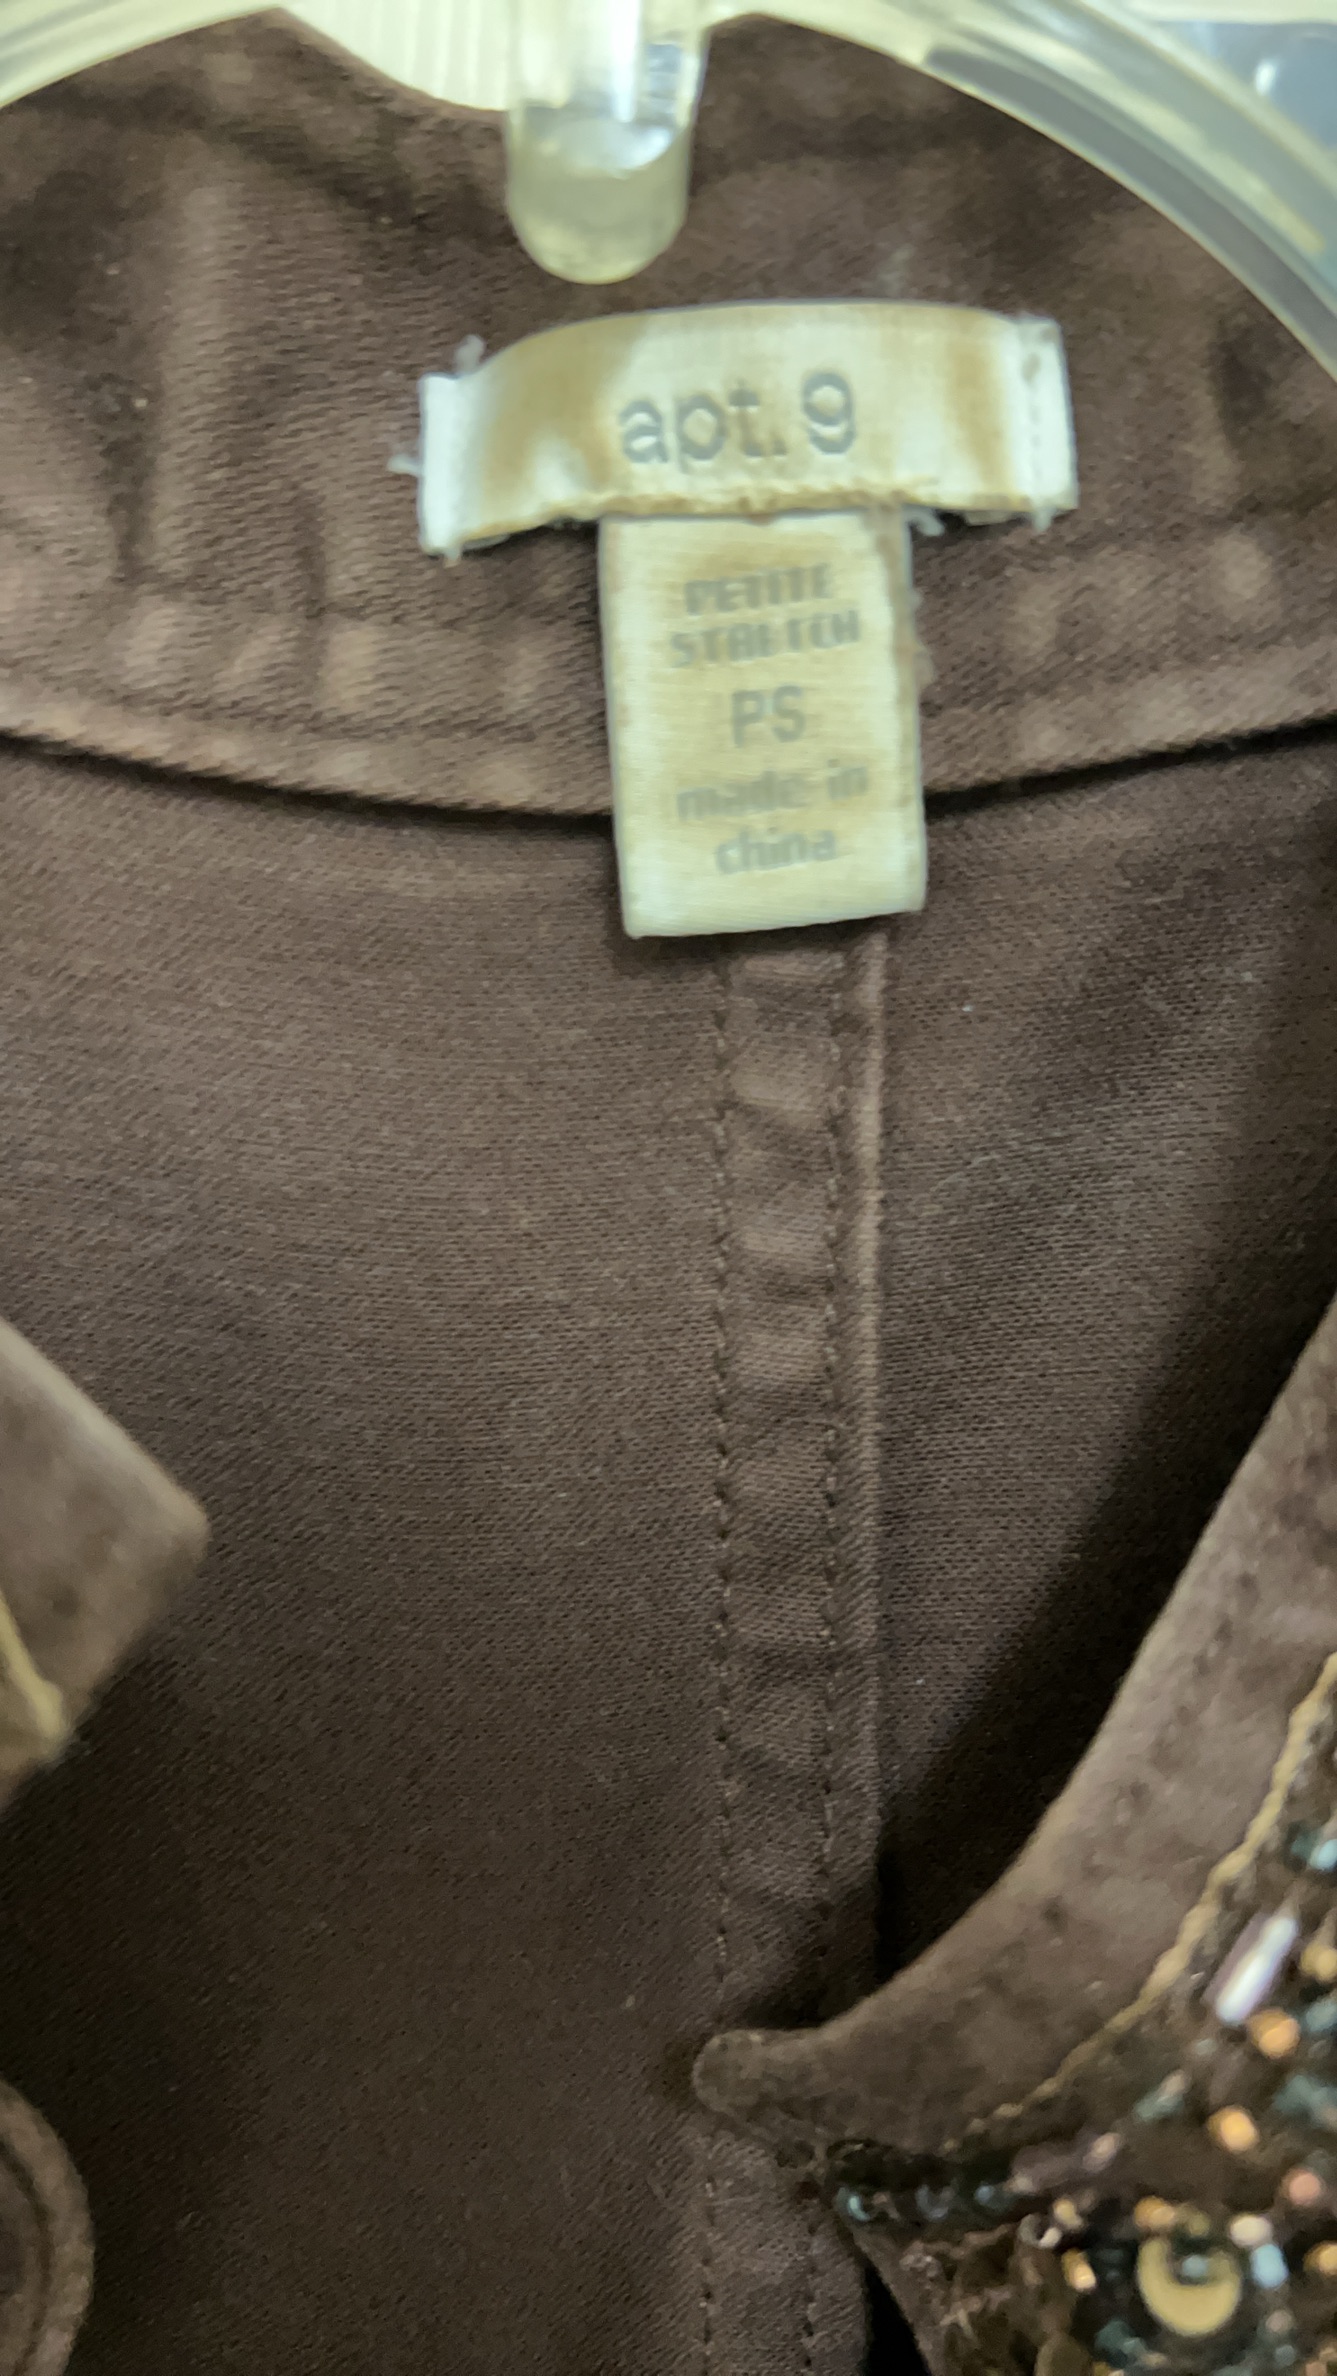 apt. 9
PETITE
STRETCH
PS
made in
china